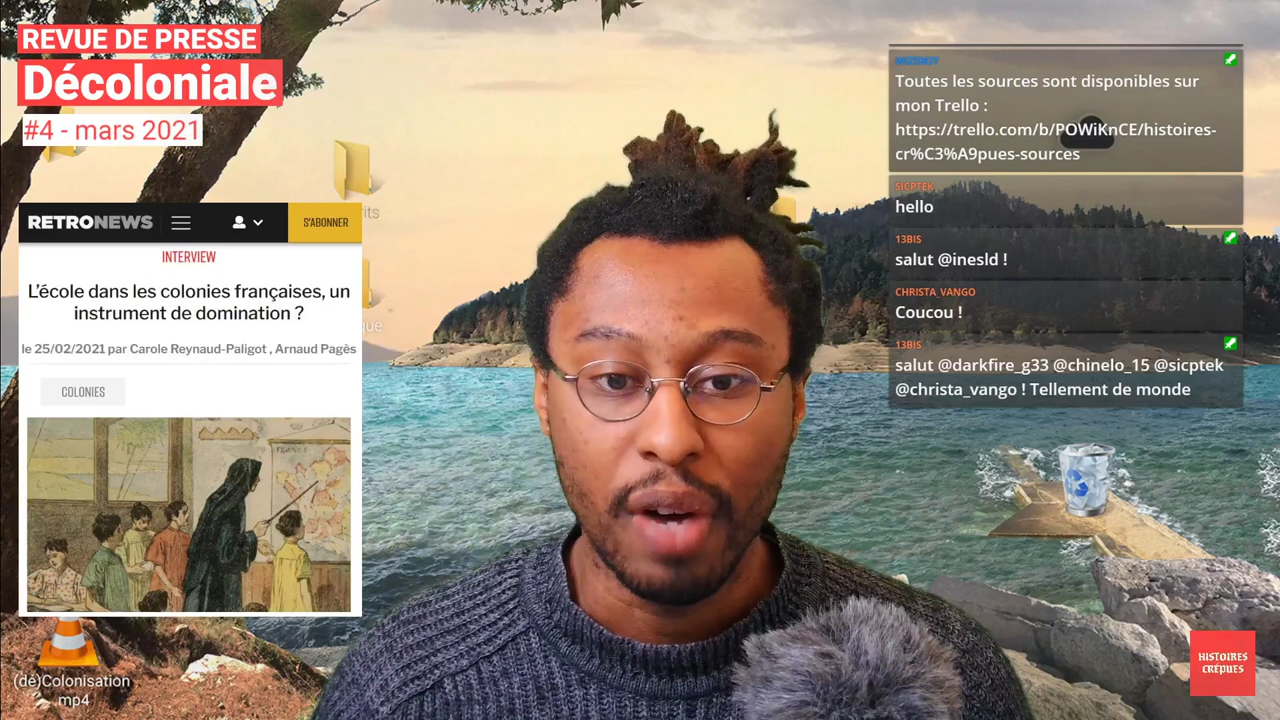 REVUE DE PRESSE
Décoloniale
#4 - mars 2021
RETRONEWS
S'ABONNER
INTERVIEW
L'école dans les colonies françaises, un
instrument de domination ?
le 25/02/2021 par Carole Reynaud-Paligot , Arnaud Pagès
COLONIES
FRANCE
(dé)Colonisation
mp4
Toutes les sources sont disponibles sur
mon Trello :
https://trello.com/b/POWiKnCE/histoires-
cr%C3%A9pues-sources
SICPTEK
hello
13BIS
salut @inesld !
CHRISTA_VANGO
Coucou !
13BIS
salut @darkfire_g33 @chinelo_15 @sicptek
@christa_vango ! Tellement de monde
HISTOIRES
CRÉPUES